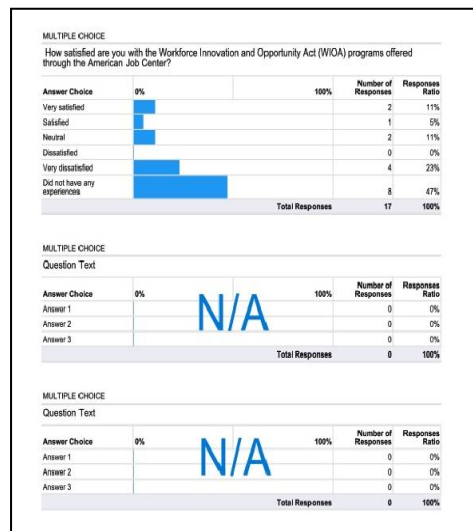 MULTIPLE CHOICE
How satisfied are you with the Workforce Innovation and Opportunity Act (WIOA) programs offered
through the American Job Center?
Answer Choice 0% 100% Number of Responses Responses Ratio
Very satisfied 2 11%
Satisfied 1 5%
Neutral 2 11%
Dissatisfied 0 0%
Very dissatisfied 4 23%
Did not have any
experiences 8 47%
Total Responses 17 100%
MULTIPLE CHOICE
Question Text
Answer Choice 0% 100% Number of Responses Responses Ratio
Answer 1 0 0%
Answer 2 0 0%
Answer 3 0 0%
N/A
Total Responses 0 100%
MULTIPLE CHOICE
Question Text
Answer Choice 0% 100% Number of Responses Responses Ratio
Answer 1 0 0%
Answer 2 0 0%
Answer 3 0 0%
N/A
Total Responses 0 100%